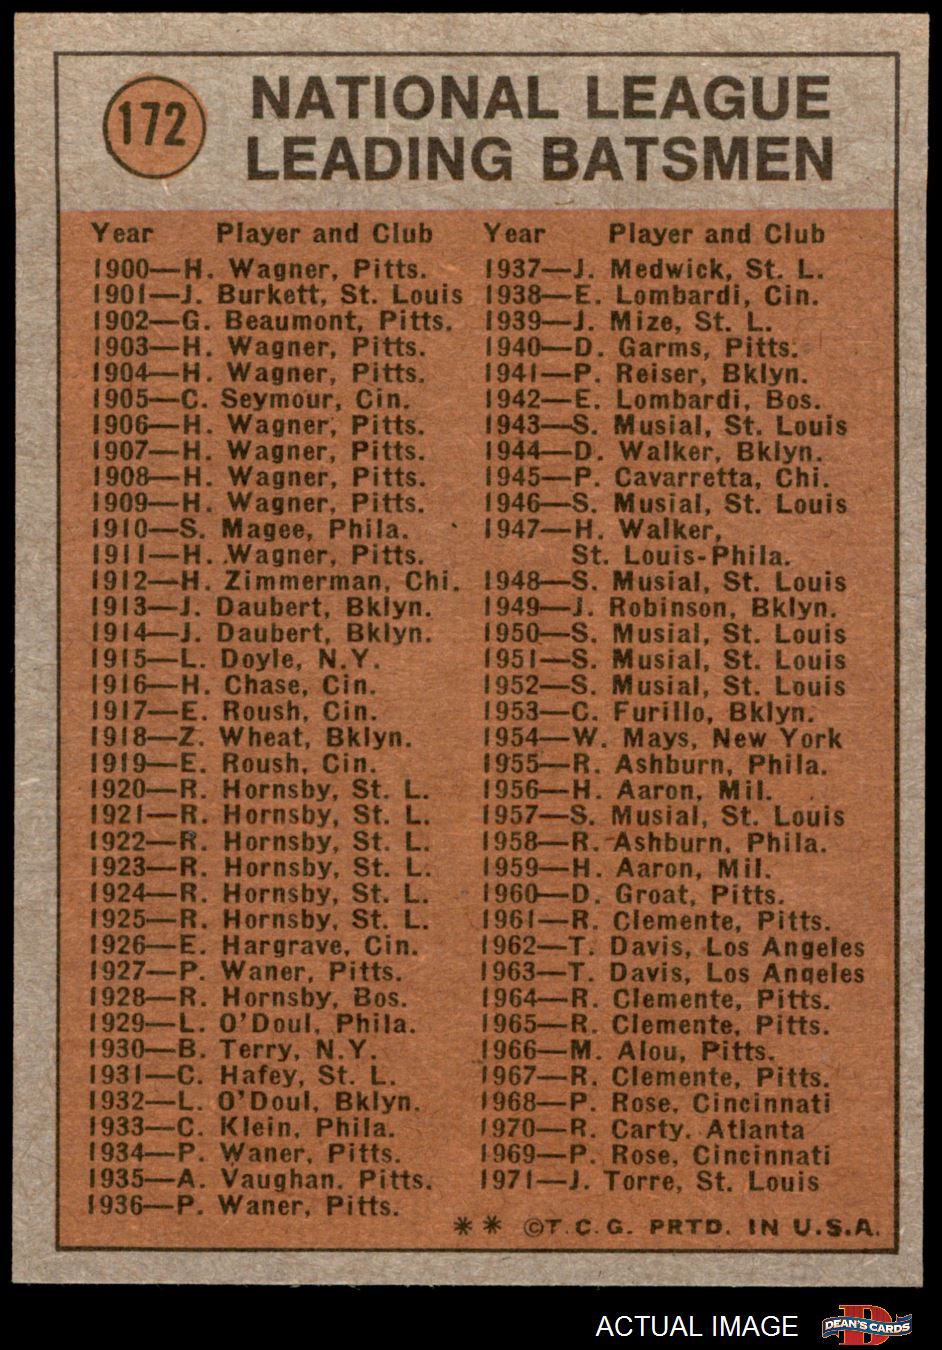 172
NATIONAL LEAGUE
LEADING BATSMEN
Year Player and Club
1900—H. Wagner, Pitts.
1901—J. Burkett, St. Louis
1902—G. Beaumont, Pitts.
1903—H. Wagner, Pitts.
1904—H. Wagner, Pitts.
1905—C. Seymour, Cin.
1906—H. Wagner, Pitts.
1907—H. Wagner, Pitts.
1908—H. Wagner, Pitts.
1909—H. Wagner, Pitts.
1910—S. Magee, Phila.
1911—H. Wagner, Pitts.
1912—H. Zimmerman, Chi.
1913—J. Daubert, Bklyn.
1914—J. Daubert, Bklyn.
1915—L. Doyle, N.Y.
1916—H. Chase, Cin.
1917—E. Roush, Cin.
1918—Z. Wheat, Bklyn.
1919—E. Roush, Cin.
1920—R. Hornsby, St. L.
1921—R. Hornsby, St. L.
1922—R. Hornsby, St. L.
1923—R. Hornsby, St. L.
1924—R. Hornsby, St. L.
1925—R. Hornsby, St. L.
1926—E. Hargrave, Cin.
1927—P. Waner, Pitts.
1928—R. Hornsby, Bos.
1929—L. O'Doul, Phila.
1930—B. Terry, N.Y.
1931—C. Hafey, St. L.
1932—L. O'Doul, Bklyn.
1933—C. Klein, Phila.
1934—P. Waner, Pitts.
1935—A. Vaughan. Pitts.
1936—P. Waner, Pitts.
Year Player and Club
1937—J. Medwick, St. L.
1938—E. Lombardi, Cin.
1939—J. Mize, St. L.
1940—D. Garms, Pitts.
1941—P. Reiser, Bklyn.
1942—E. Lombardi, Bos.
1943—S. Musial, St. Louis
1944—D. Walker, Bklyn.
1945—P. Cavarretta, Chi.
1946—S. Musial, St. Louis
1947—H. Walker,
St. Louis-Phila.
1948—S. Musial, St. Louis
1949—J. Robinson, Bklyn.
1950—S. Musial, St. Louis
1951—S. Musial, St. Louis
1952—S. Musial, St. Louis
1953—C. Furillo, Bklyn.
1954—W. Mays, New York
1955—R. Ashburn, Phila.
1956—H. Aaron, Mil.
1957—S. Musial, St. Louis
1958—R. Ashburn, Phila.
1959—H. Aaron, Mil.
1960—D. Groat, Pitts.
1961—R. Clemente, Pitts.
1962—T. Davis, Los Angeles
1963—T. Davis, Los Angeles
1964—R. Clemente, Pitts.
1965—R. Clemente, Pitts.
1966—M. Alou, Pitts.
1967—R. Clemente, Pitts.
1968—P. Rose, Cincinnati
1970—R. Carty. Atlanta
1969—P. Rose, Cincinnati
1971—J. Torre, St. Louis
** ©T.C.G. PRTD. IN U.S.A.
ACTUAL IMAGE
D
DEAN'S CARDS